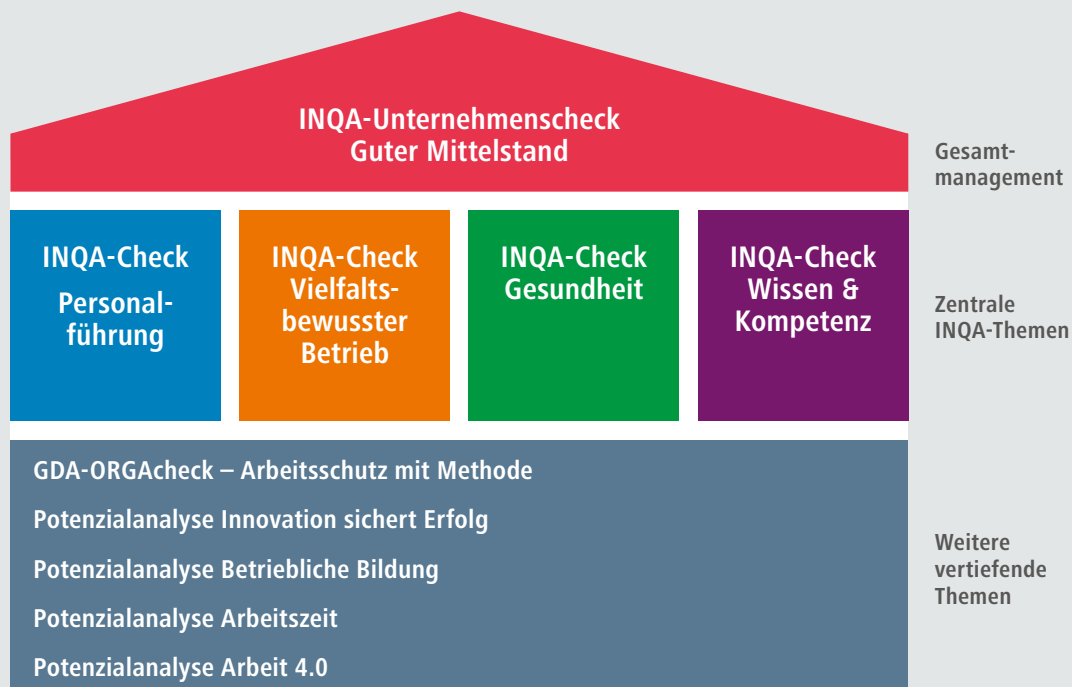 INQA-Unternehmenscheck
Guter Mittelstand
Gesamt-
management
INQA-Check
Personal-
führung
INQA-Check
Vielfalts-
bewusster
Betrieb
INQA-Check
Gesundheit
INQA-Check
Wissen &
Kompetenz
Zentrale
INQA-Themen
GDA-ORGAcheck – Arbeitsschutz mit Methode
Potenzialanalyse Innovation sichert Erfolg
Potenzialanalyse Betriebliche Bildung
Potenzialanalyse Arbeitszeit
Potenzialanalyse Arbeit 4.0
Weitere
vertiefende
Themen